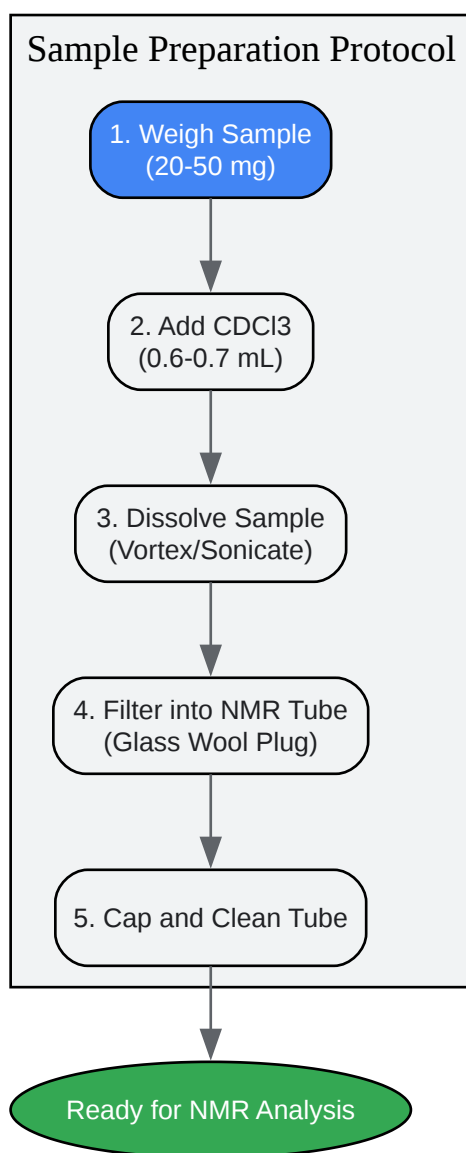 Sample Preparation Protocol
1. Weigh Sample
(20-50 mg)
2. Add CDCl3
(0.6-0.7 mL)
3. Dissolve Sample
(Vortex/Sonicate)
4. Filter into NMR Tube
(Glass Wool Plug)
5. Cap and Clean Tube
Ready for NMR Analysis